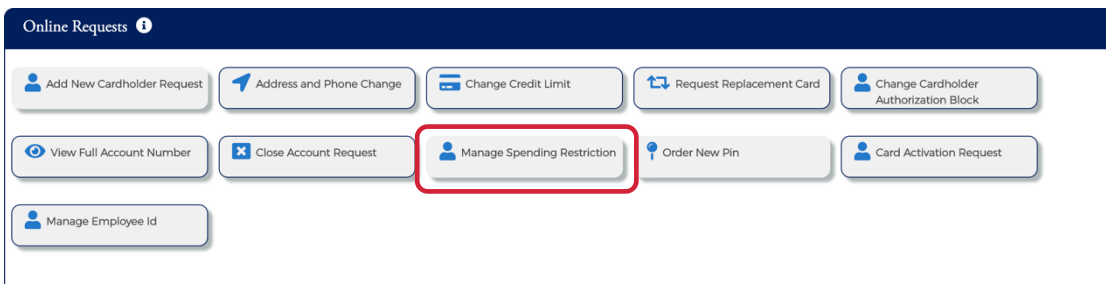 Online Requests
Add New Cardholder Request
Address and Phone Change
Change Credit Limit
Request Replacement Card
Change Cardholder
Authorization Block
View Full Account Number
Close Account Request
Manage Spending Restriction
Order New Pin
Card Activation Request
Manage Employee Id